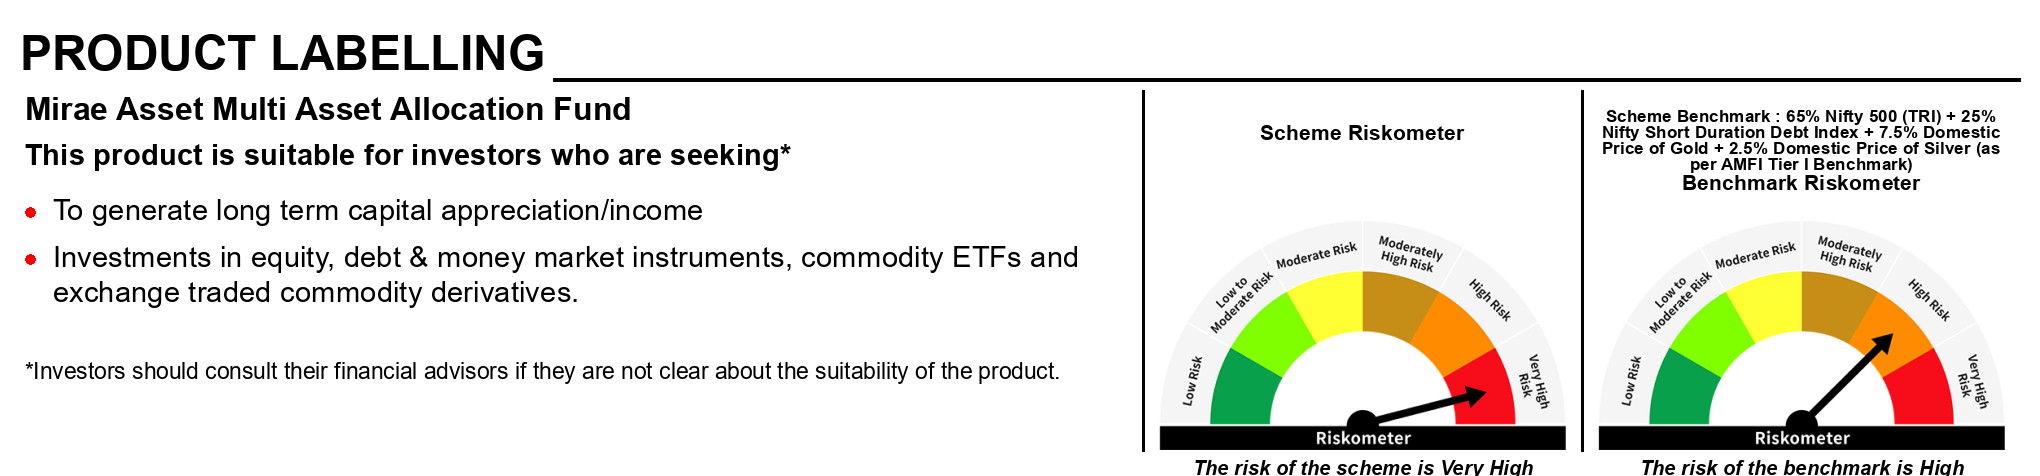 PRODUCT LABELLING
Mirae Asset Multi Asset Allocation Fund
This product is suitable for investors who are seeking*
To generate long term capital appreciation/income
Investments in equity, debt & money market instruments, commodity ETFs and
exchange traded commodity derivatives.
*Investors should consult their financial advisors if they are not clear about the suitability of the product.
Scheme Riskometer
Low Risk
Low to
Moderate Risk
Moderate Risk
Moderately
High Risk
High Risk
Very High
Risk
Riskometer
The risk of the scheme is Very High
Scheme Benchmark : 65% Nifty 500 (TRI) + 25%
Nifty Short Duration Debt Index + 7.5% Domestic
Price of Gold + 2.5% Domestic Price of Silver (as
per AMFI Tier I Benchmark)
Benchmark Riskometer
Low Risk
Low to
Moderate Risk
Moderate Risk
Moderately
High Risk
High Risk
Very High
Risk
Riskometer
The risk of the benchmark is High